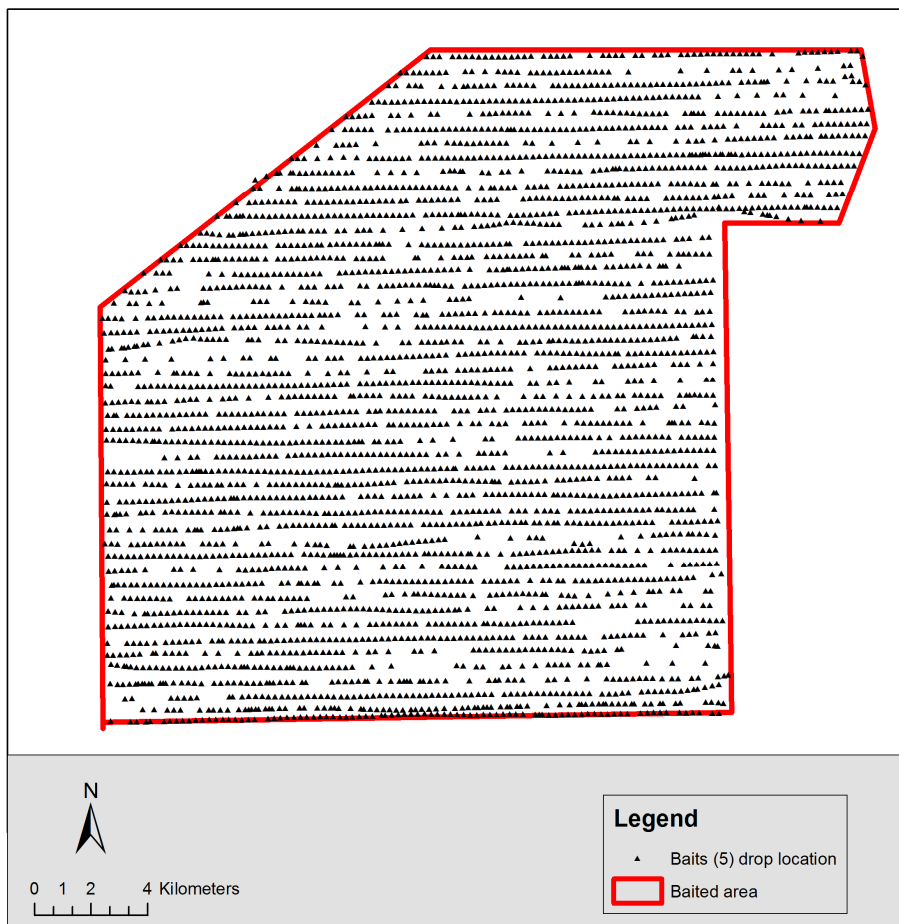 N
0 1 2 4 Kilometers
Legend
Baits (5) drop location
Baited area